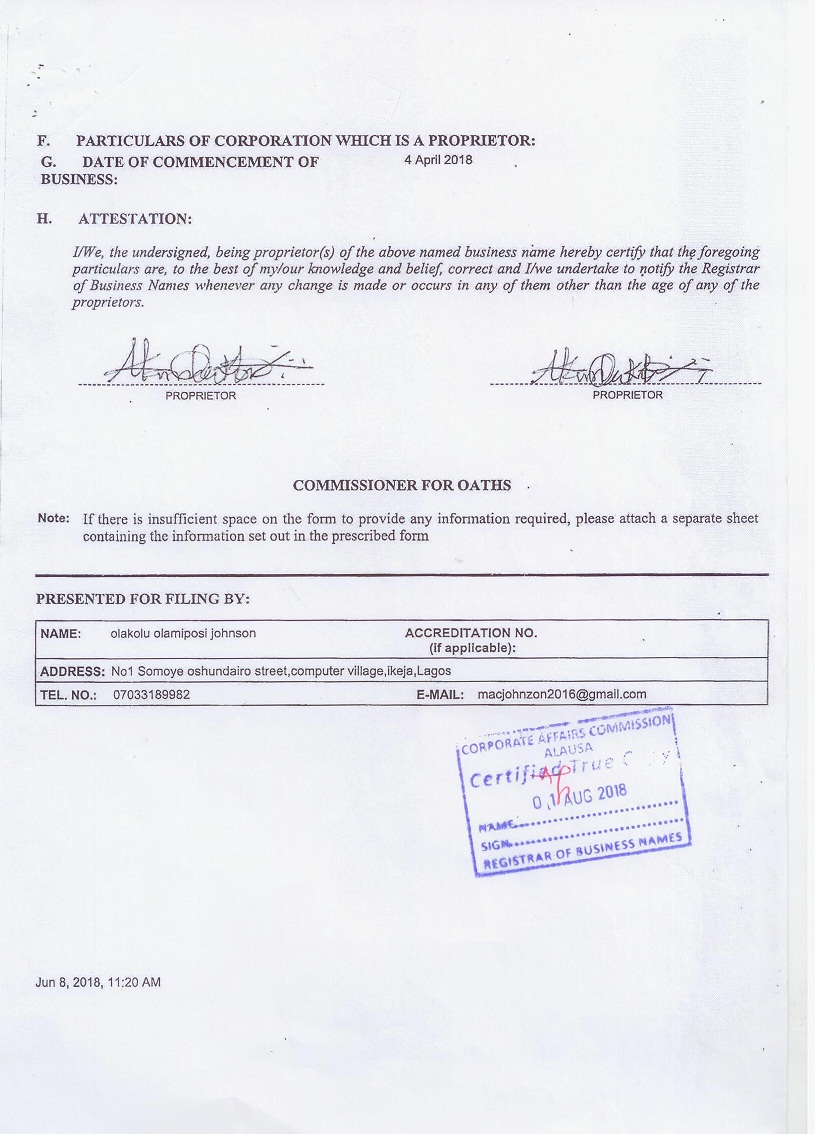 F. PARTICULARS OF CORPORATION WHICH IS A PROPRIETOR:
G. DATE OF COMMENCEMENT OF 4 April 2018
BUSINESS:
H. ATTESTATION:
I/We, the undersigned, being proprietor(s) of the above named business name hereby certify that the foregoing
particulars are, to the best of my/our knowledge and belief, correct and I/we undertake to notify the Registrar
of Business Names whenever any change is made or occurs in any of them other than the age of any of the
proprietors.
PROPRIETOR PROPRIETOR
COMMISSIONER FOR OATHS
Note: If there is insufficient space on the form to provide any information required, please attach a separate sheet
containing the information set out in the prescribed form
PRESENTED FOR FILING BY:
NAME: olakolu olamiposi johnson ACCREDITATION NO.
(if applicable):
ADDRESS: No1 Somoye oshundairo street,computer village,ikeja,Lagos
TEL. NO.: 07033189982 E-MAIL: macjohnzon2016@gmail.com
CORPORATE AFFAIRS COMMISSION
ALAUSA
Certified True
01 AUG 2018
NAME
SIGN
REGISTRAR OF BUSINESS NAMES
Jun 8, 2018, 11:20 AM